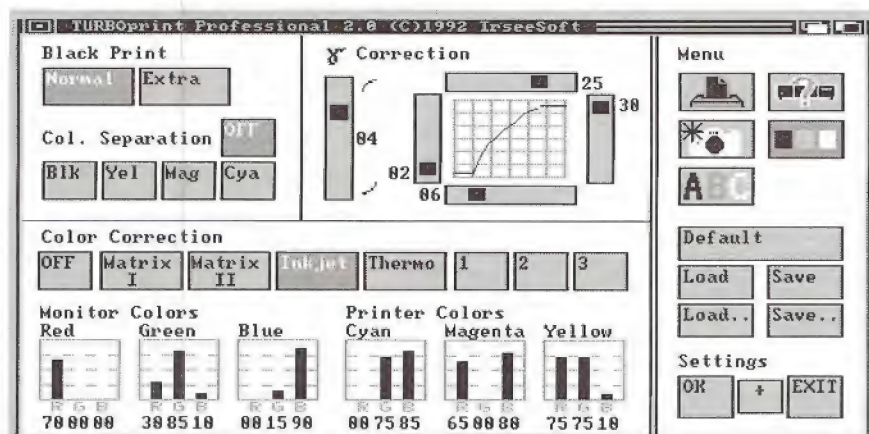 TURBOprint Professional 2.0 (C)1992 IrseeSoft
Black Print
Normal Extra
Col. Separation OFF
Blk Yel Mag Cya
γ Correction
25
30
04
02
06
Color Correction
OFF Matrix I Matrix II Inkjet Thermo 1 2 3
Monitor Colors
Red Green Blue
R G B R G B R G B
70 00 00 30 85 10 00 15 90
Printer Colors
Cyan Magenta Yellow
R G B R G B R G B
00 75 85 65 00 80 75 75 10
Menu
?
A B C
Default
Load Save
Load.. Save..
Settings
OK + EXIT